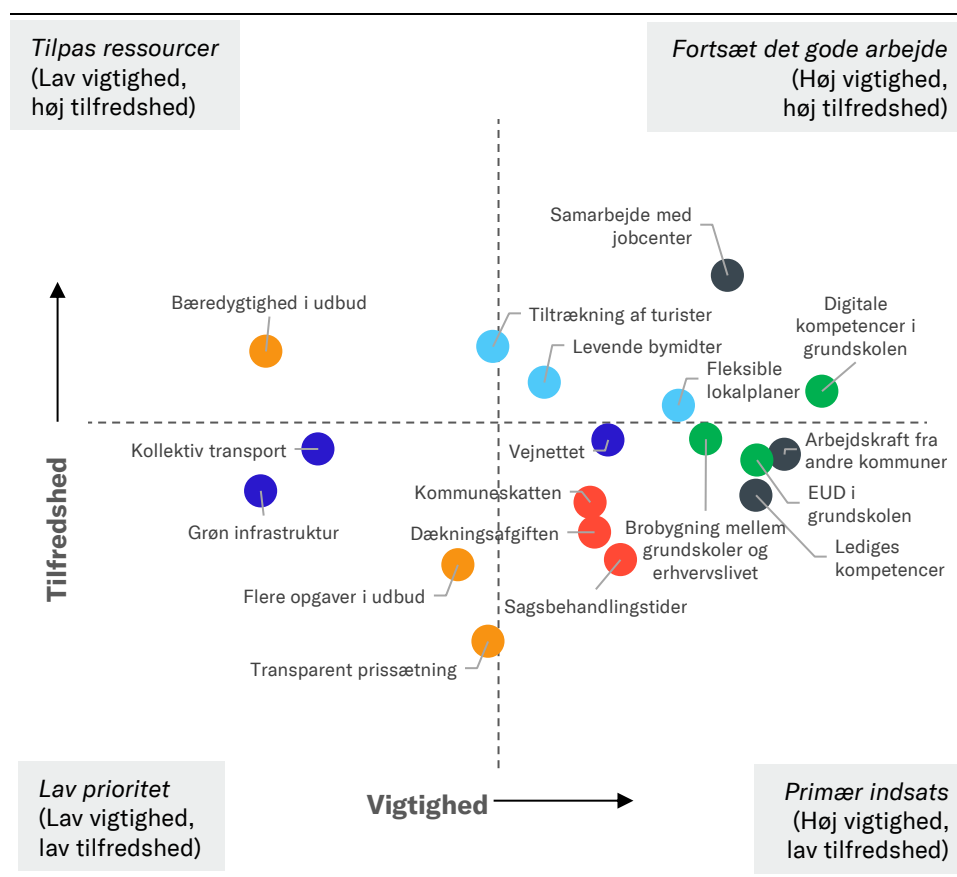 Tilpas ressourcer
(Lav vigtighed,
høj tilfredshed)
Fortsæt det gode arbejde
(Høj vigtighed,
høj tilfredshed)
Samarbejde med
jobcenter
Bæredygtighed i udbud
Tiltrækning af turister
Digitale
kompetencer i
grundskolen
Levende bymidter
Fleksible
lokalplaner
Kollektiv transport
Vejnettet
Arbejdskraft fra
andre kommuner
Grøn infrastruktur
Kommuneskatten
EUD i
grundskolen
Dækningsafgiften
Brobygning mellem
grundskoler og
erhvervslivet
Lediges
kompetencer
Flere opgaver i udbud
Sagsbehandlingstider
Transparent prissætning
Tilfredshed
Vigtighed
Lav prioritet
(Lav vigtighed,
lav tilfredshed)
Primær indsats
(Høj vigtighed,
lav tilfredshed)